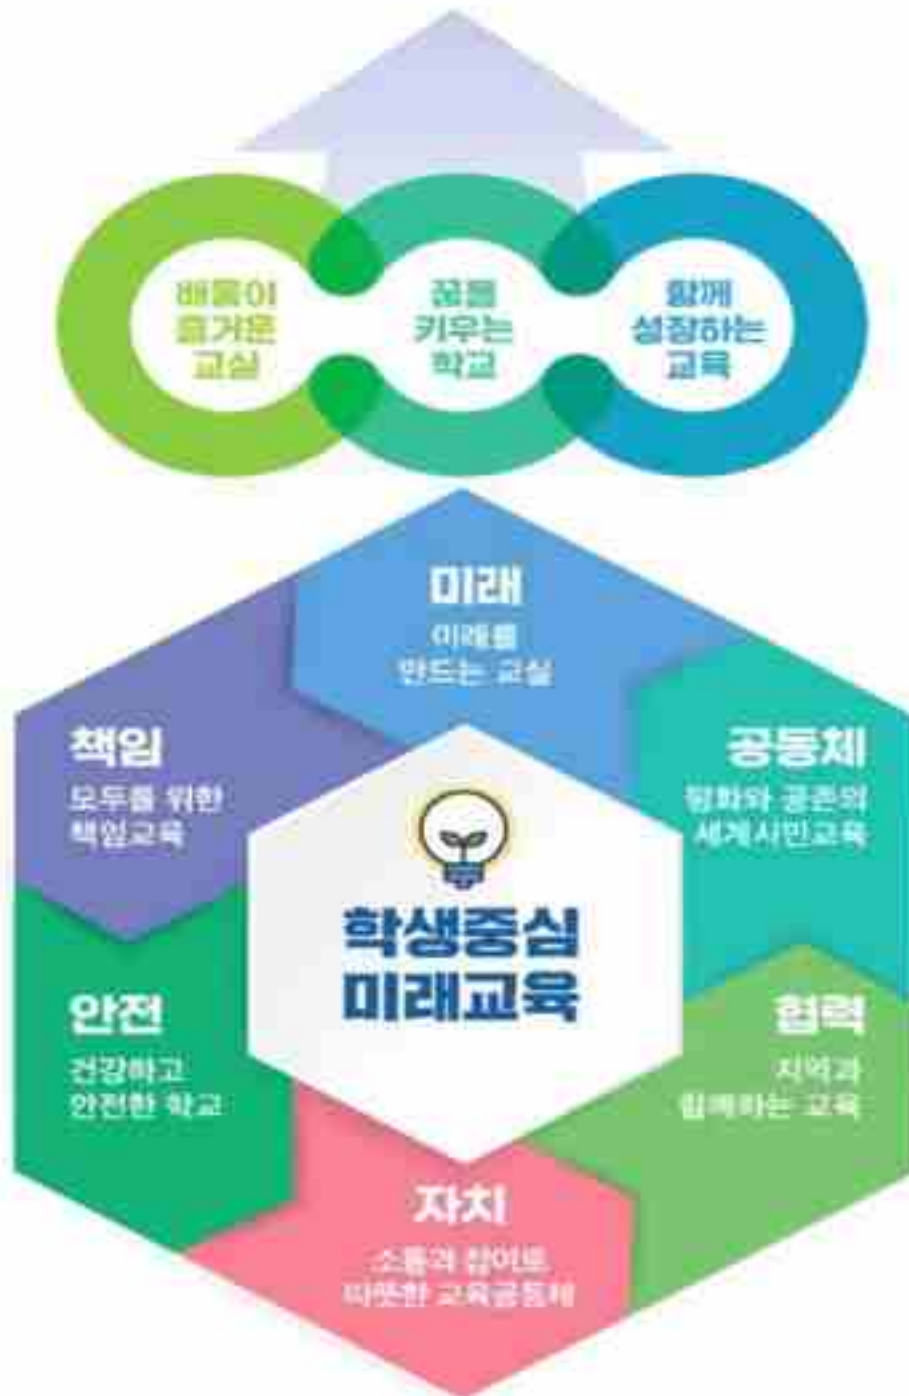 배움이
즐거운
교실
꿈을
키우는
학교
함께
성장하는
교육
미래
미래를
만드는 교실
책임
모두를 위한
책임교육
공동체
평화와 공존의
세계시민교육
학생중심
미래교육
안전
건강하고
안전한 학교
협력
지역과
함께하는 교육
자치
소통과 참여로
따뜻한 교육공동체